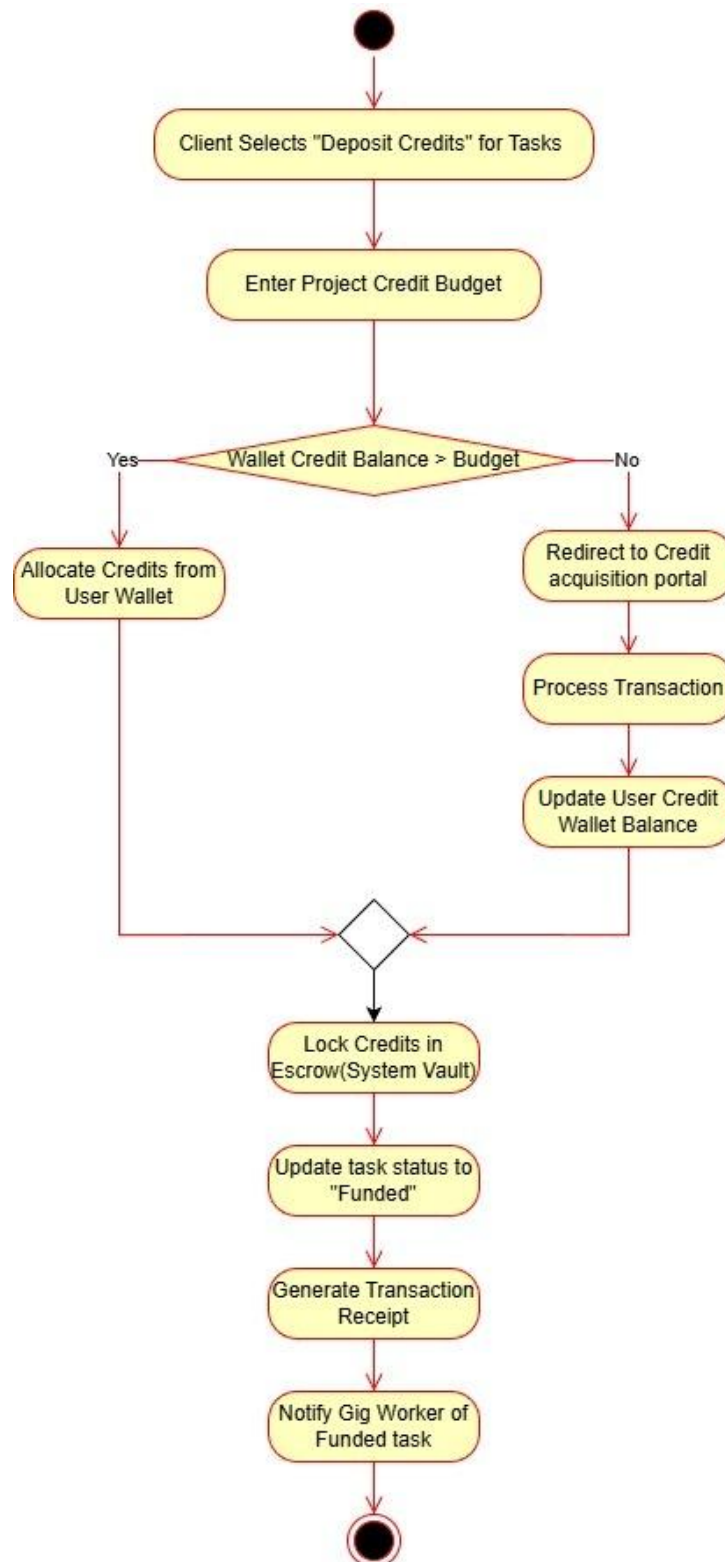 Client Selects "Deposit Credits" for Tasks
Enter Project Credit Budget
Wallet Credit Balance > Budget
Yes
No
Allocate Credits from
User Wallet
Redirect to Credit
acquisition portal
Process Transaction
Update User Credit
Wallet Balance
Lock Credits in
Escrow(System Vault)
Update task status to
"Funded"
Generate Transaction
Receipt
Notify Gig Worker of
Funded task